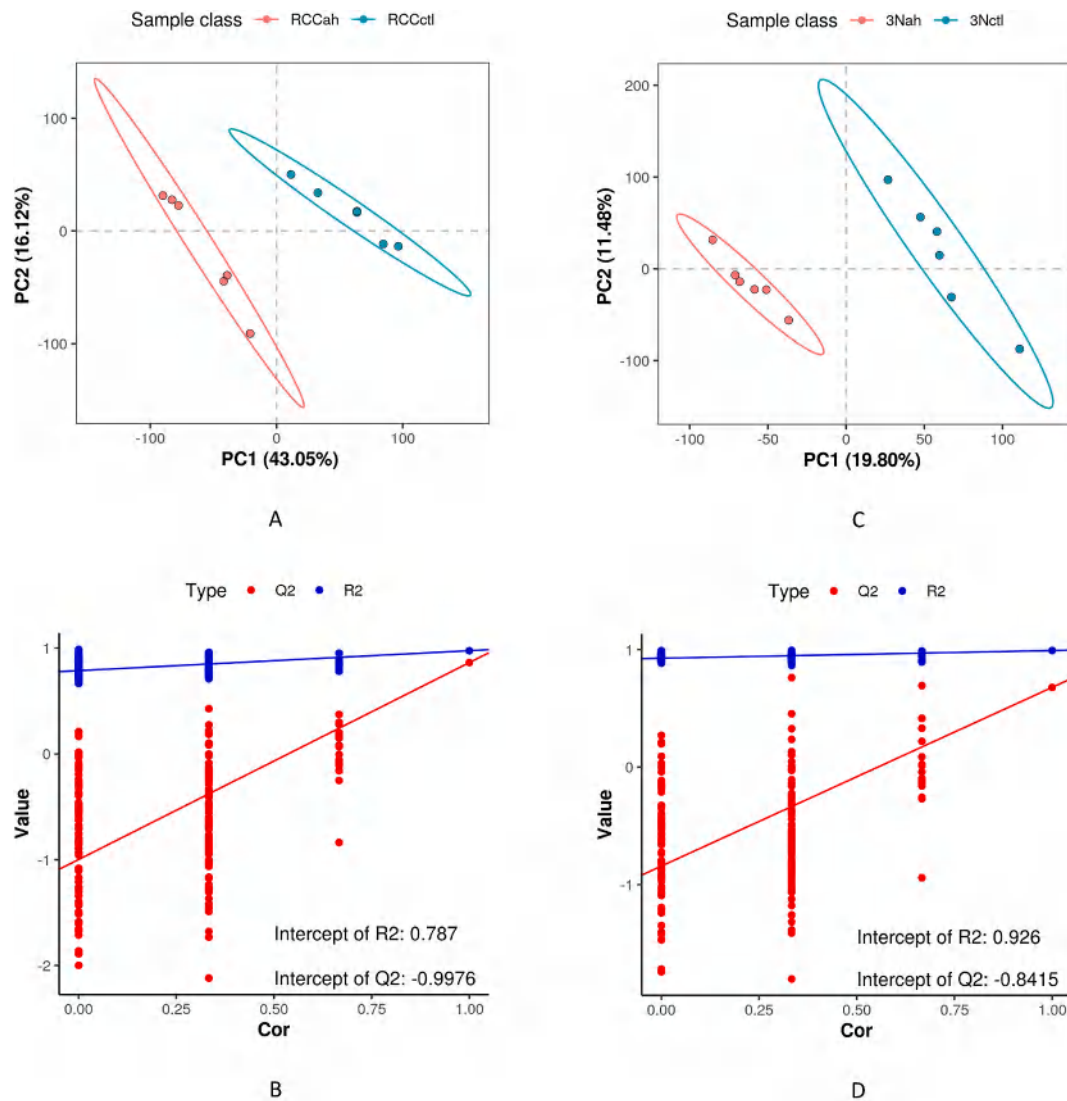 Sample class RCCah RCCctl
100
0
-100
PC2 (16.12%)
-100 0 100
PC1 (43.05%)
A
Sample class 3Nah 3Nctl
200
100
0
-100
PC2 (11.48%)
-100 -50 0 50 100
PC1 (19.80%)
C
Type Q2 R2
1
0
-1
-2
Value
Intercept of R2: 0.787
Intercept of Q2: -0.9976
0.00 0.25 0.50 0.75 1.00
Cor
B
Type Q2 R2
1
0
-1
Value
Intercept of R2: 0.926
Intercept of Q2: -0.8415
0.00 0.25 0.50 0.75 1.00
Cor
D